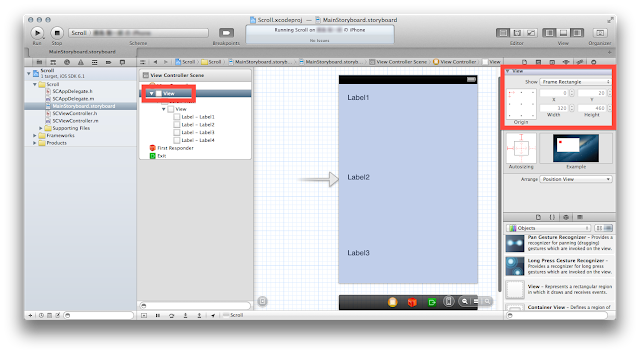 Scroll.xcodeproj — MainStoryboard.storyboard
Run
Stop
Scroll
iPhone
Scheme
Breakpoints
Running Scroll on
iPhone
No Issues
Editor
View
Organizer
MainStoryboard.storyboard
Scroll
1 target, iOS SDK 6.1
Scroll
SCAppDelegate.h
SCAppDelegate.m
MainStoryboard.storyboard
SCViewController.h
SCViewController.m
Supporting Files
Frameworks
Products
Scroll
Scroll
MainStoryboard.storyboard
MainStoryboard.storyboard
View Controller Scene
View Controller
View
View Controller Scene
View
View
Label - Label1
Label - Label2
Label - Label3
Label - Label4
First Responder
Exit
Label1
Label2
Label3
Scroll
View
Show
Frame Rectangle
0
20
X
Y
320
460
Origin
Width
Height
Autosizing
Example
Arrange
Position View
Objects
Pan Gesture Recognizer - Provides a
recognizer for panning (dragging)
gestures which are invoked on the view.
Long Press Gesture Recognizer -
Provides a recognizer for long press
gestures which are invoked on the view.
View - Represents a rectangular region
in which it draws and receives events.
Container View - Defines a region of